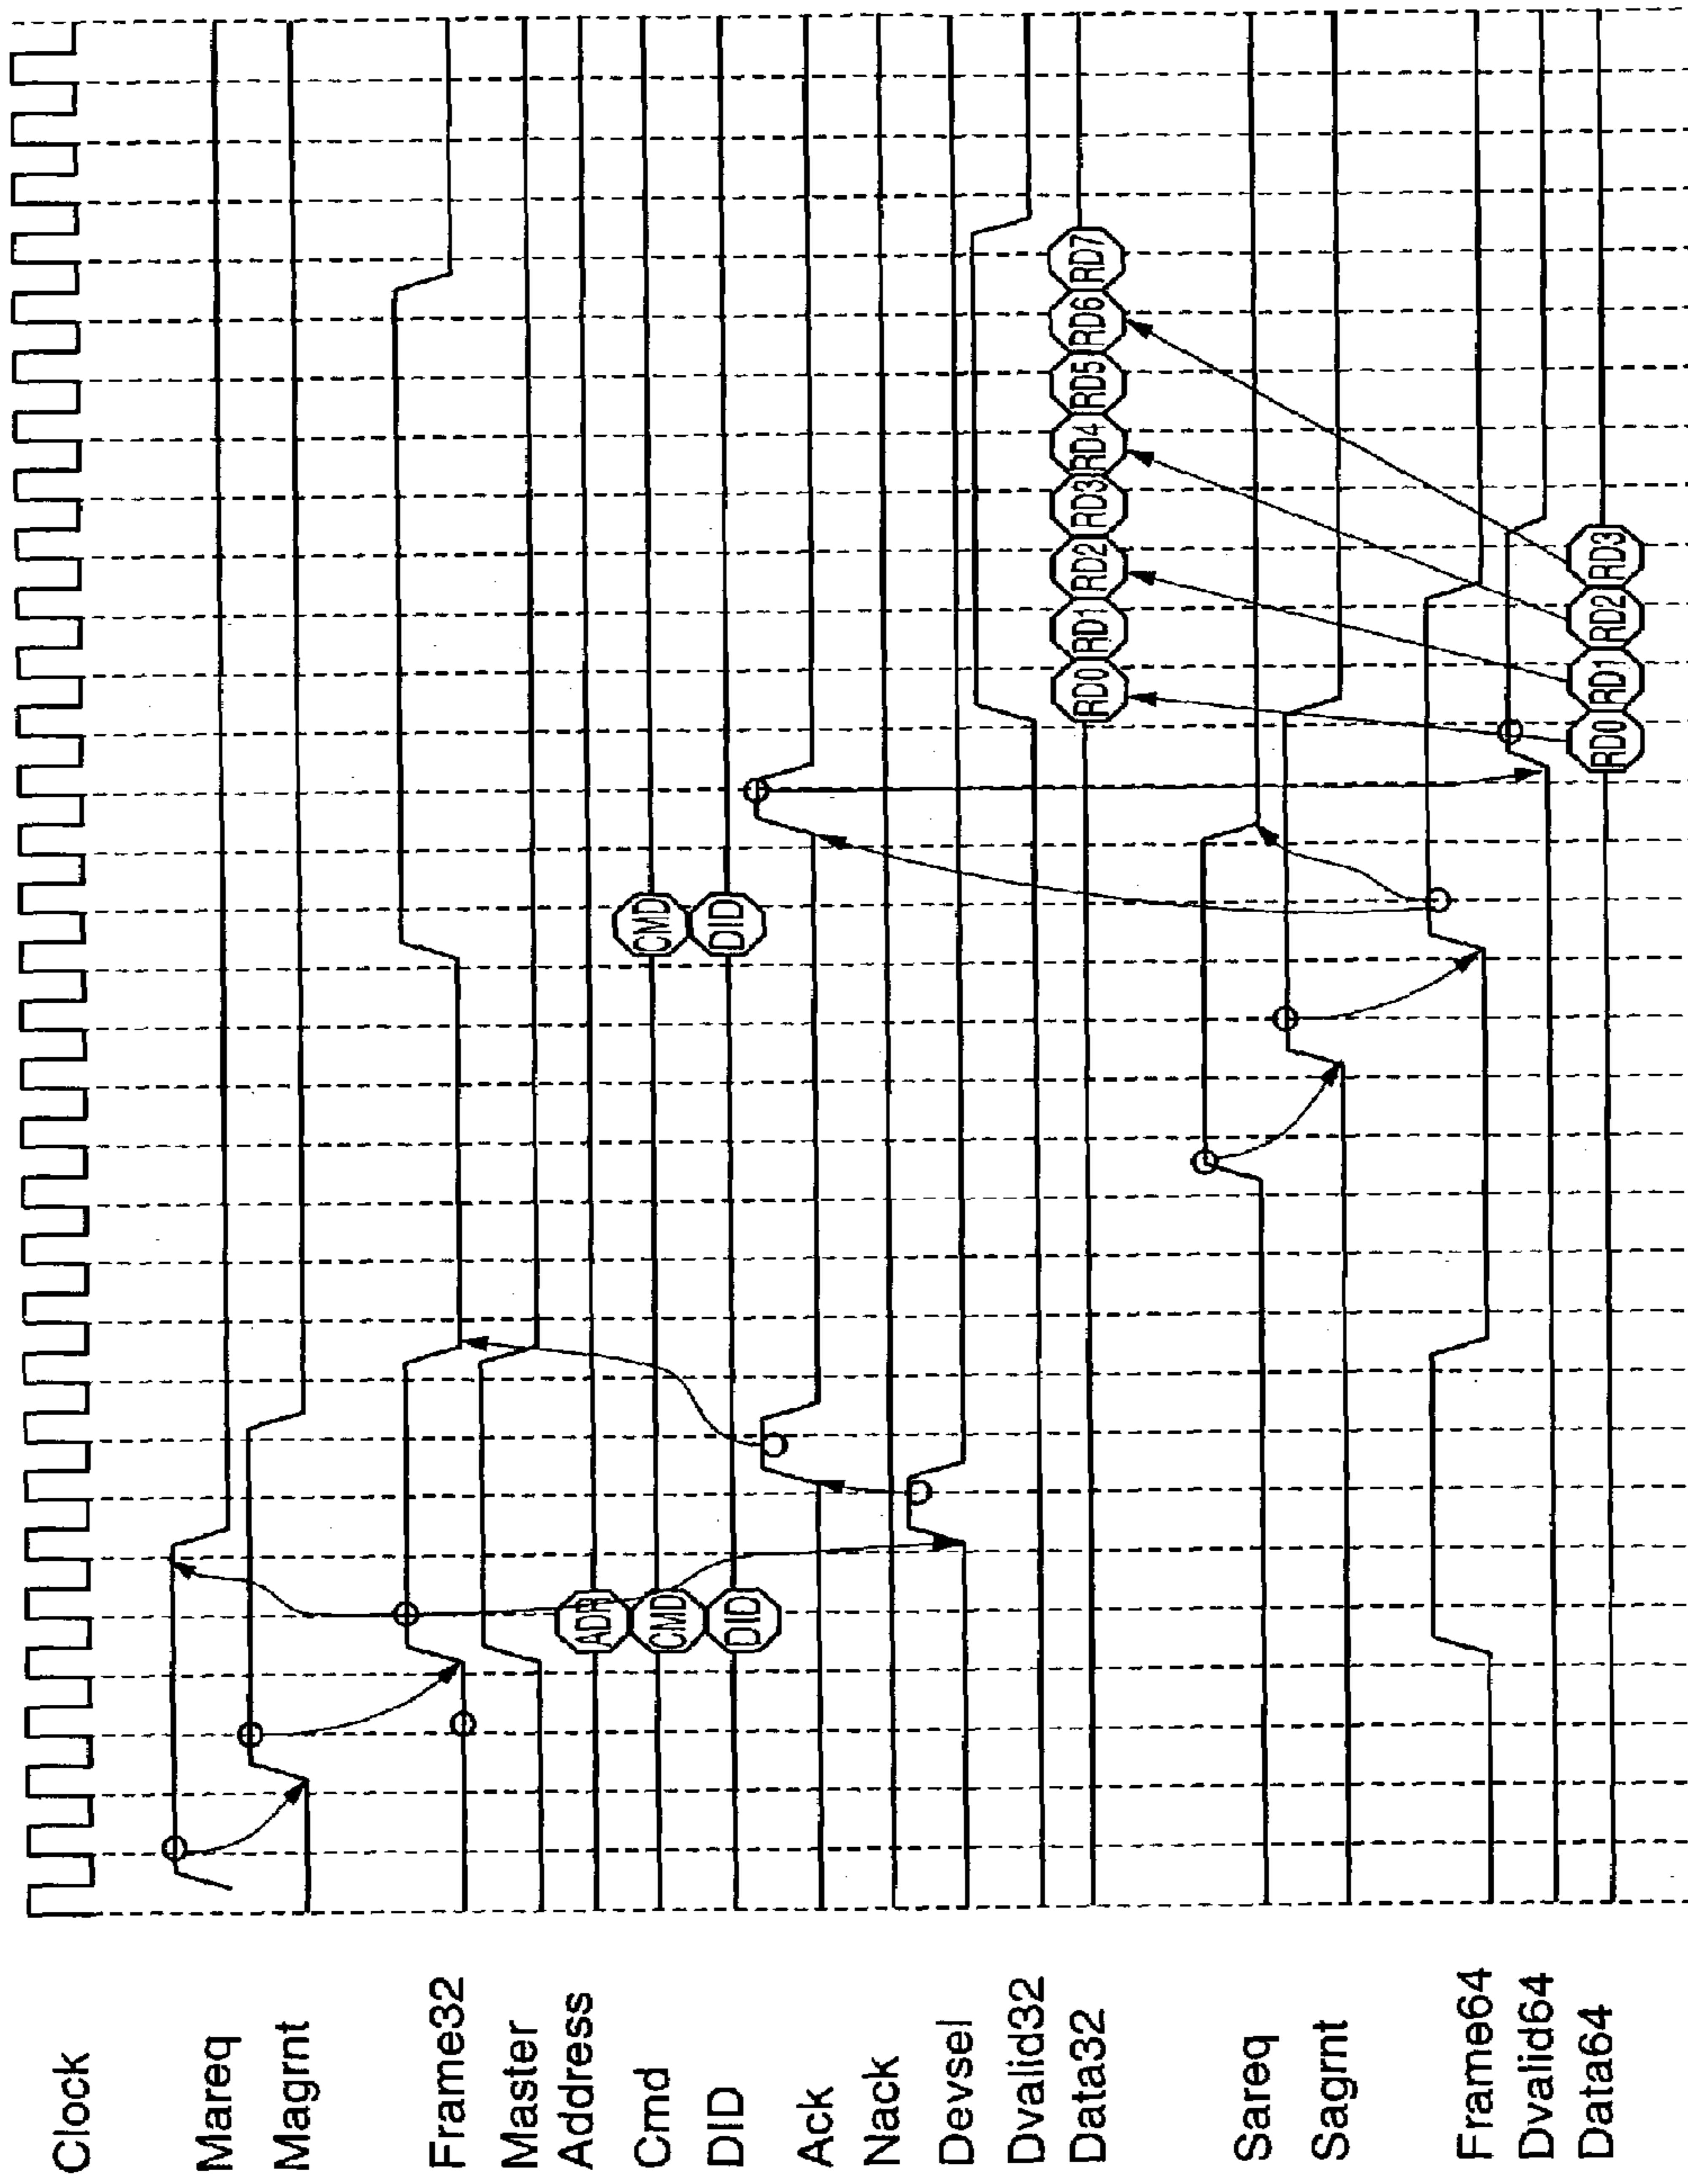 Clock
Mareq
Magrnt
Frame32
Master
Address ADR
Cmd CMD CMD
DID DID DID
Ack
Nack
Devsel
Dvalid32
Data32 RD0 RD1 RD2 RD3 RD4 RD5 RD6 RD7
Sareq
Sagrnt
Frame64
Dvalid64
Data64 RD0 RD1 RD2 RD3